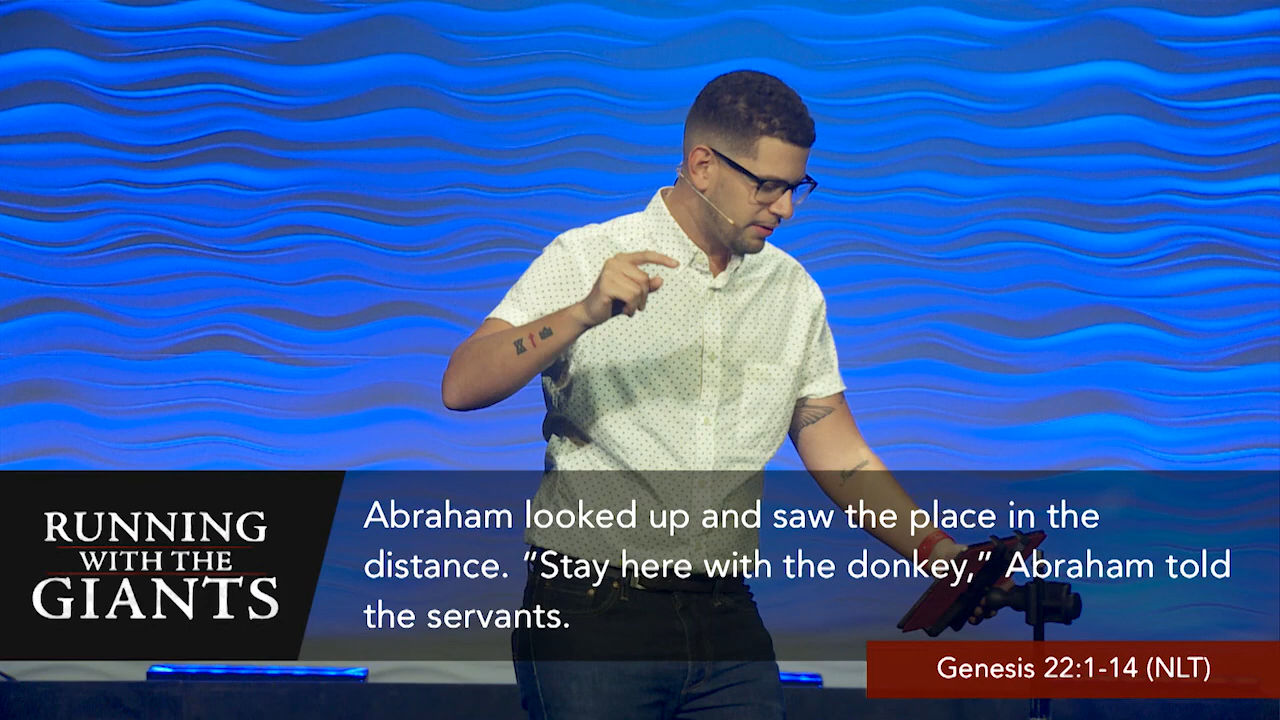 RUNNING
WITH THE
GIANTS
Abraham looked up and saw the place in the
distance. “Stay here with the donkey,” Abraham told
the servants.
Genesis 22:1-14 (NLT)